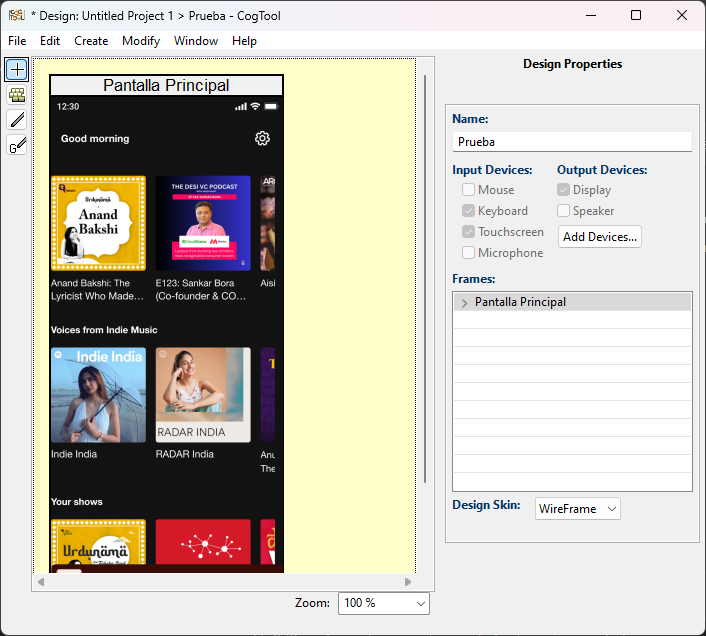 * Design: Untitled Project 1 > Prueba - CogTool
File Edit Create Modify Window Help
Pantalla Principal
12:30
Good morning
Urdunāmā
Anand
Bakshi
THE DESI VC PODCAST
E123: SANKAR BORA
Anand Bakshi: The
Lyricist Who Made...
E123: Sankar Bora
(Co-founder & CO...
Aisi
Voices from Indie Music
Indie India
RADAR INDIA
Indie India
RADAR India
Anu
The
Your shows
Urdunāmā
Zoom:
100 %
Design Properties
Name:
Prueba
Input Devices:
Mouse
Keyboard
Touchscreen
Microphone
Output Devices:
Display
Speaker
Add Devices...
Frames:
Pantalla Principal
Design Skin:
WireFrame